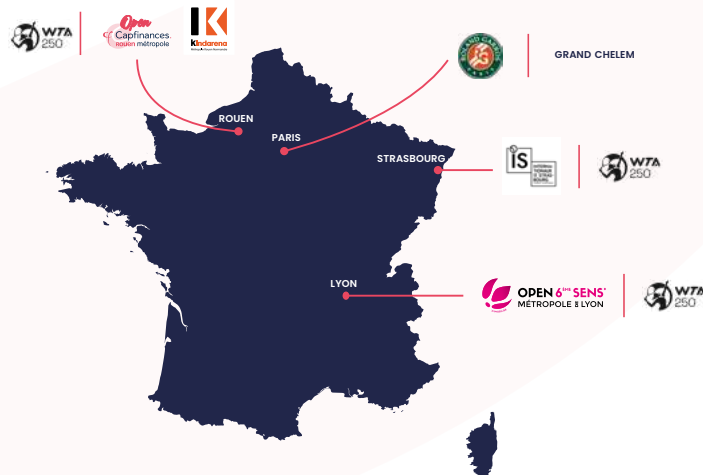 WTA
250
Open
Capfinances.
rouen métropole
Kindarena
ROUEN
PARIS
STRASBOURG
LYON
GRAND CHELEM
iS
WTA
250
OPEN 6ÈME SENS
MÉTROPOLE DE LYON
WTA
250